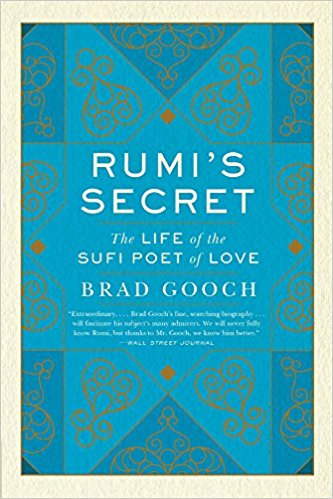 RUMI'S
SECRET
The LIFE of the
SUFI POET of LOVE
BRAD GOOCH
"Extraordinary. . . . Brad Gooch's fine, searching biography . . .
will fascinate his subject's many admirers. We will never fully
know Rumi, but thanks to Mr. Gooch, we know him better."
—WALL STREET JOURNAL